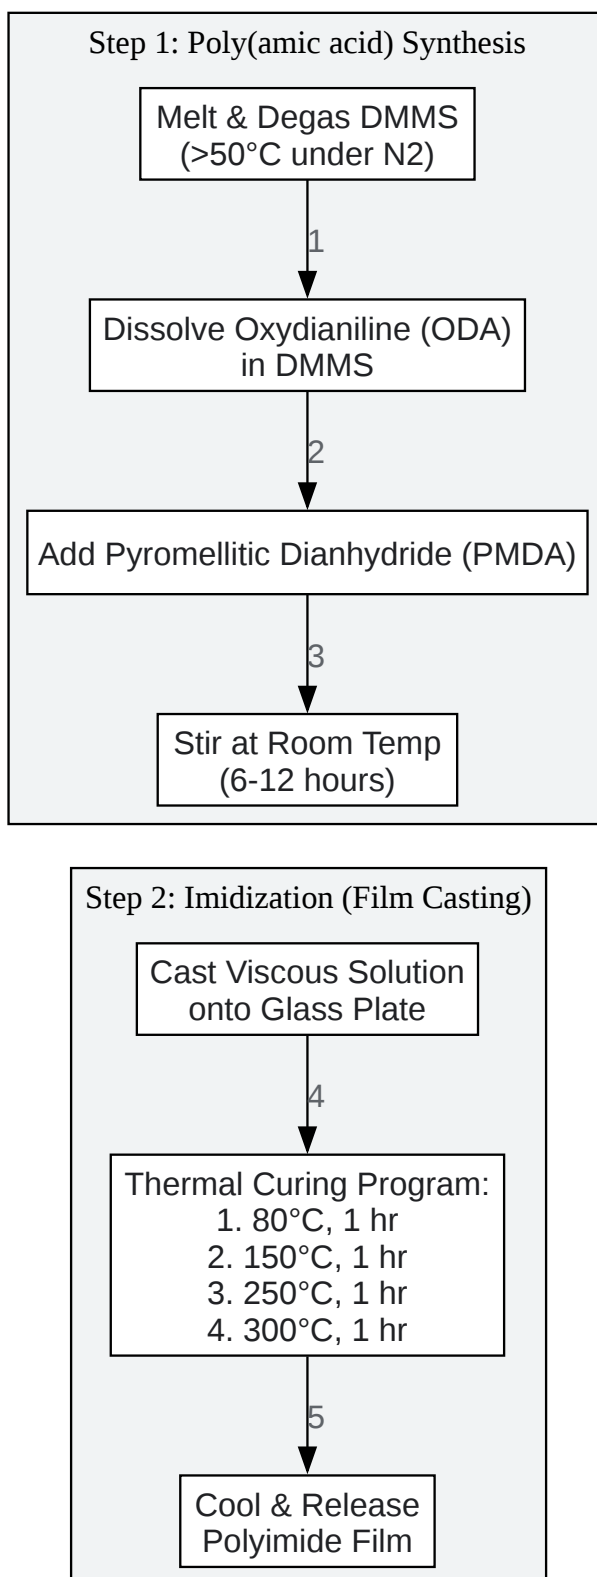 Step 1: Poly(amic acid) Synthesis
Melt & Degas DMMS
(>50°C under N2)
1
Dissolve Oxydianiline (ODA)
in DMMS
2
Add Pyromellitic Dianhydride (PMDA)
3
Stir at Room Temp
(6-12 hours)
Step 2: Imidization (Film Casting)
Cast Viscous Solution
onto Glass Plate
4
Thermal Curing Program:
1. 80°C, 1 hr
2. 150°C, 1 hr
3. 250°C, 1 hr
4. 300°C, 1 hr
5
Cool & Release
Polyimide Film